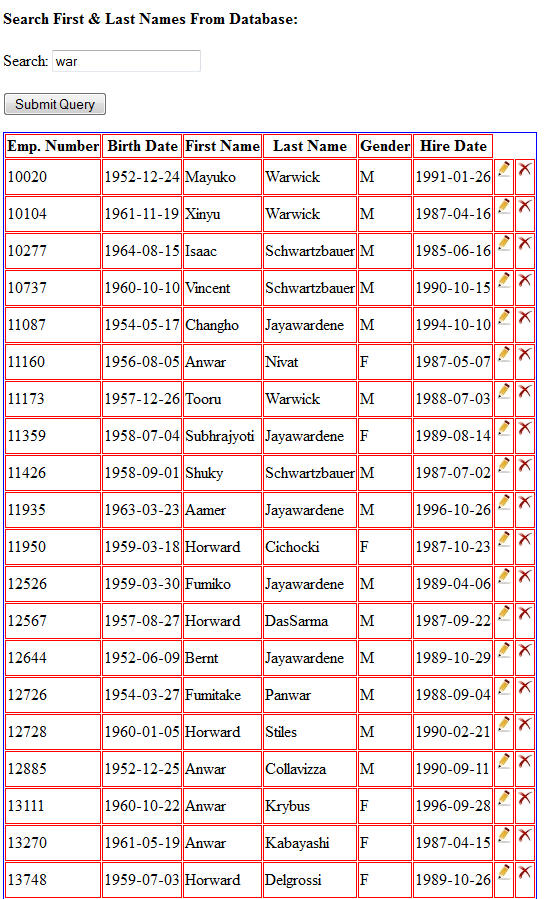 Search First & Last Names From Database:
Search: war
Submit Query
Emp. Number Birth Date First Name Last Name Gender Hire Date
10020 1952-12-24 Mayuko Warwick M 1991-01-26
10104 1961-11-19 Xinyu Warwick M 1987-04-16
10277 1964-08-15 Isaac Schwartzbauer M 1985-06-16
10737 1960-10-10 Vincent Schwartzbauer M 1990-10-15
11087 1954-05-17 Changho Jayawardene M 1994-10-10
11160 1956-08-05 Anwar Nivat F 1987-05-07
11173 1957-12-26 Tooru Warwick M 1988-07-03
11359 1958-07-04 Subhrajyoti Jayawardene F 1989-08-14
11426 1958-09-01 Shuky Schwartzbauer M 1987-07-02
11935 1963-03-23 Aamer Jayawardene M 1996-10-26
11950 1959-03-18 Horward Cichocki F 1987-10-23
12526 1959-03-30 Fumiko Jayawardene M 1989-04-06
12567 1957-08-27 Horward DasSarma M 1987-09-22
12644 1952-06-09 Bernt Jayawardene M 1989-10-29
12726 1954-03-27 Fumitake Panwar M 1988-09-04
12728 1960-01-05 Horward Stiles M 1990-02-21
12885 1952-12-25 Anwar Collavizza M 1990-09-11
13111 1960-10-22 Anwar Krybus F 1996-09-28
13270 1961-05-19 Anwar Kabayashi F 1987-04-15
13748 1959-07-03 Horward Delgrossi F 1989-10-26